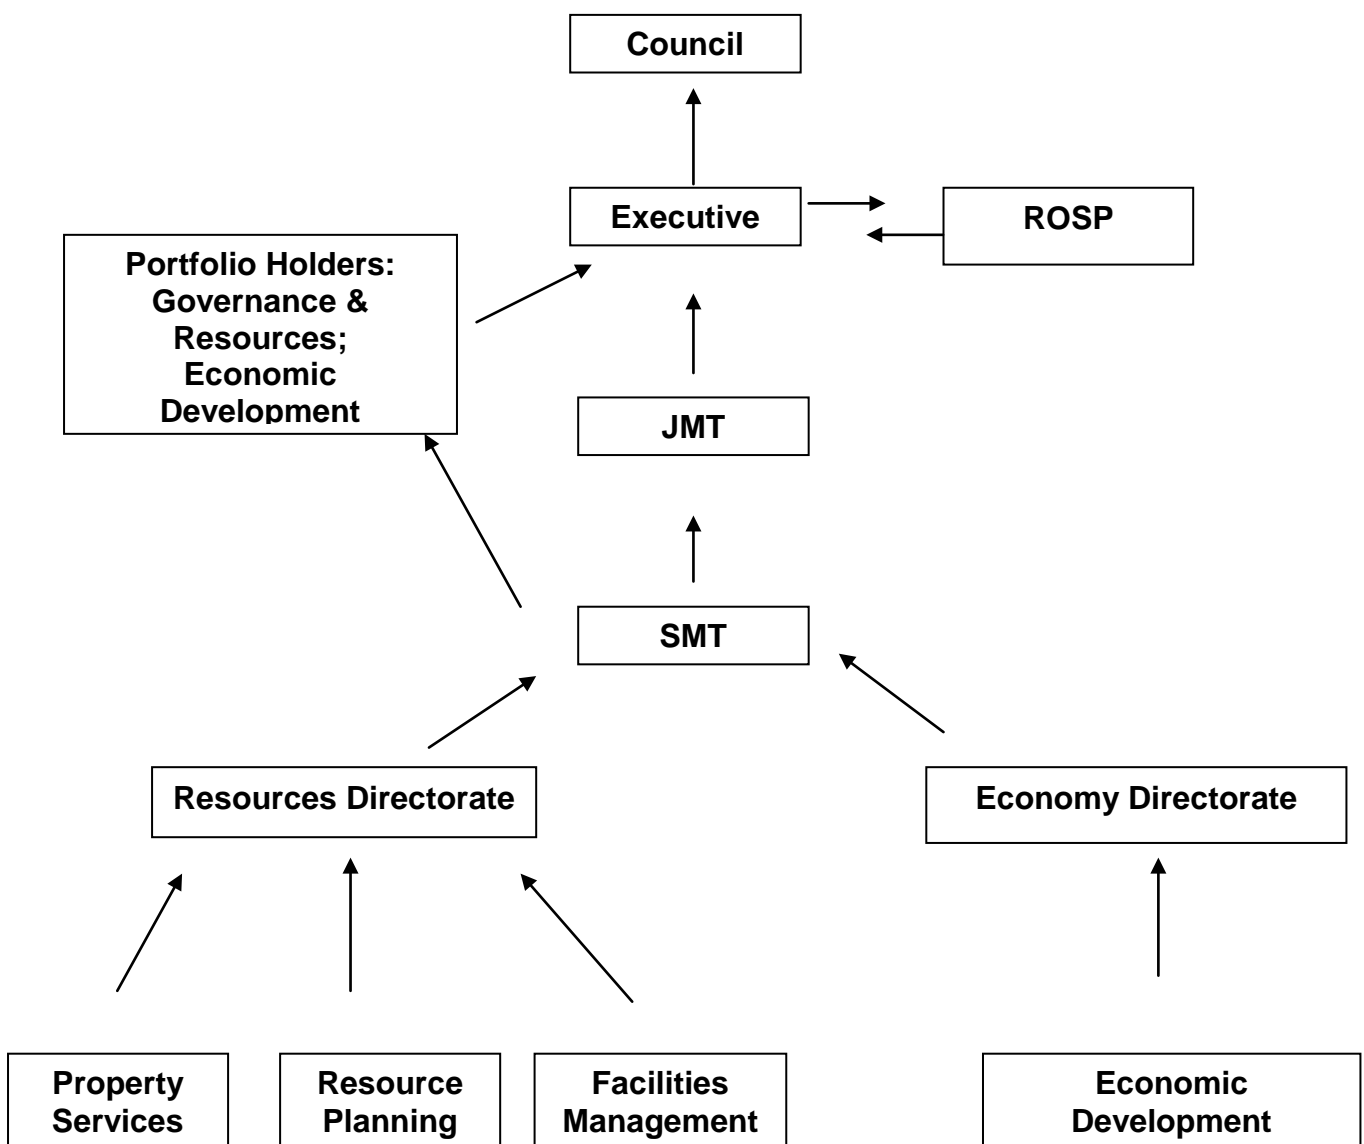 Council
Executive
ROSP
Portfolio Holders:
Governance &
Resources;
Economic
Development
JMT
SMT
Resources Directorate
Economy Directorate
Property
Services
Resource
Planning
Facilities
Management
Economic
Development